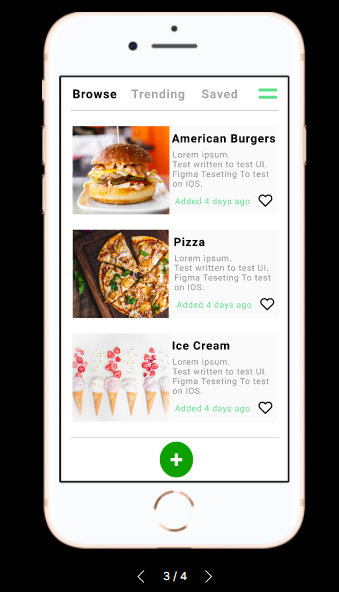 Browse Trending Saved
American Burgers
Lorem ipsum.
Test written to test UI.
Figma Teseting To test
on IOS.
Added 4 days ago
Pizza
Lorem ipsum.
Test written to test UI.
Figma Teseting To test
on IOS.
Added 4 days ago
Ice Cream
Lorem ipsum.
Test written to test UI.
Figma Teseting To test
on IOS.
Added 4 days ago
+
3 / 4